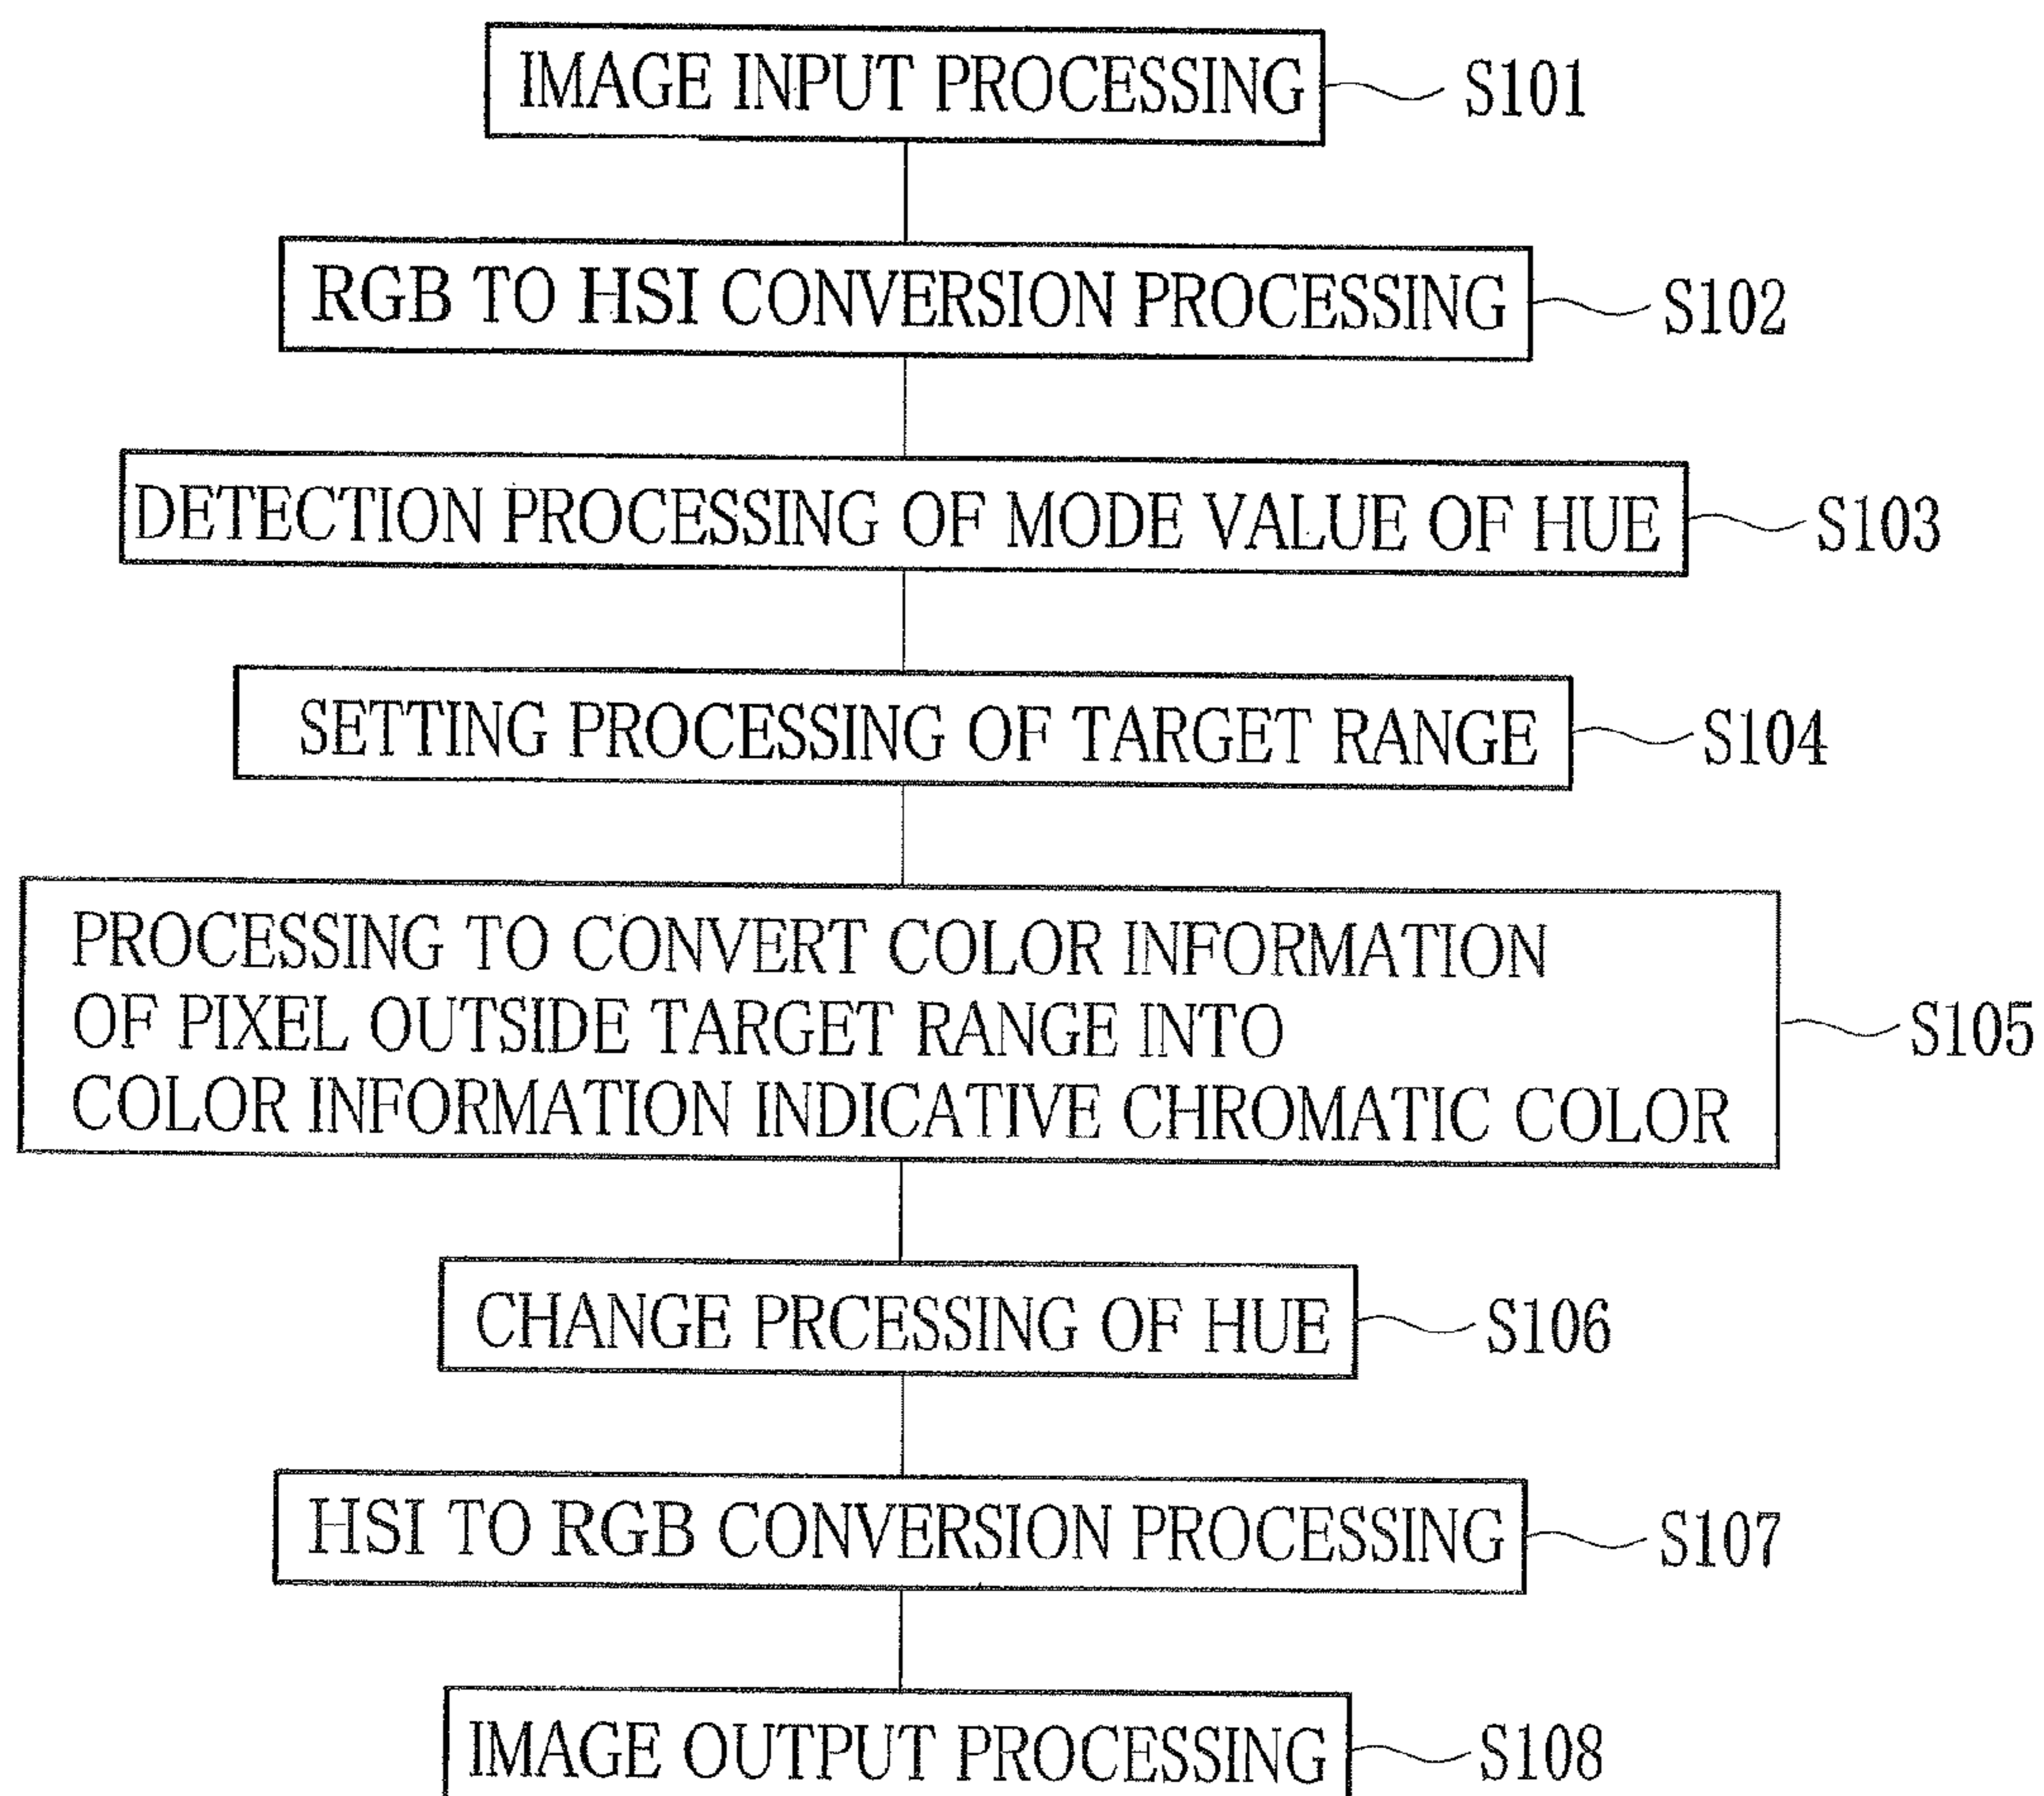 IMAGE INPUT PROCESSING S101
RGB TO HSI CONVERSION PROCESSING S102
DETECTION PROCESSING OF MODE VALUE OF HUE S103
SETTING PROCESSING OF TARGET RANGE S104
PROCESSING TO CONVERT COLOR INFORMATION
OF PIXEL OUTSIDE TARGET RANGE INTO S105
COLOR INFORMATION INDICATIVE CHROMATIC COLOR
CHANGE PRCESSING OF HUE S106
HSI TO RGB CONVERSION PROCESSING S107
IMAGE OUTPUT PROCESSING S108